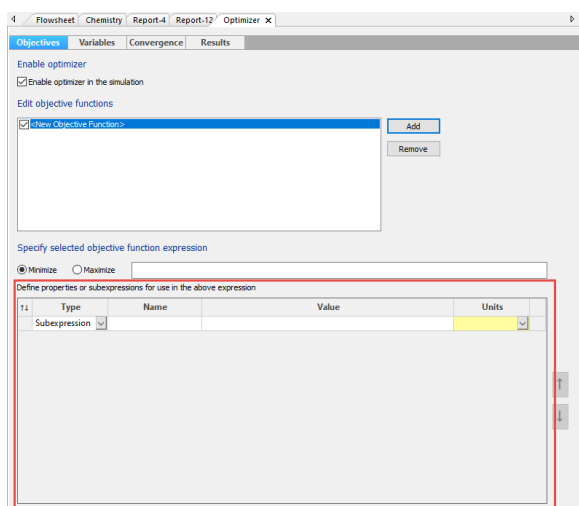 Flowsheet Chemistry Report-4 Report-12 Optimizer ×
Objectives Variables Convergence Results
Enable optimizer
Enable optimizer in the simulation
Edit objective functions
<New Objective Function>
Add
Remove
Specify selected objective function expression
Minimize Maximize
Define properties or subexpressions for use in the above expression
↑↓ Type Name Value Units
Subexpression
↑
↓